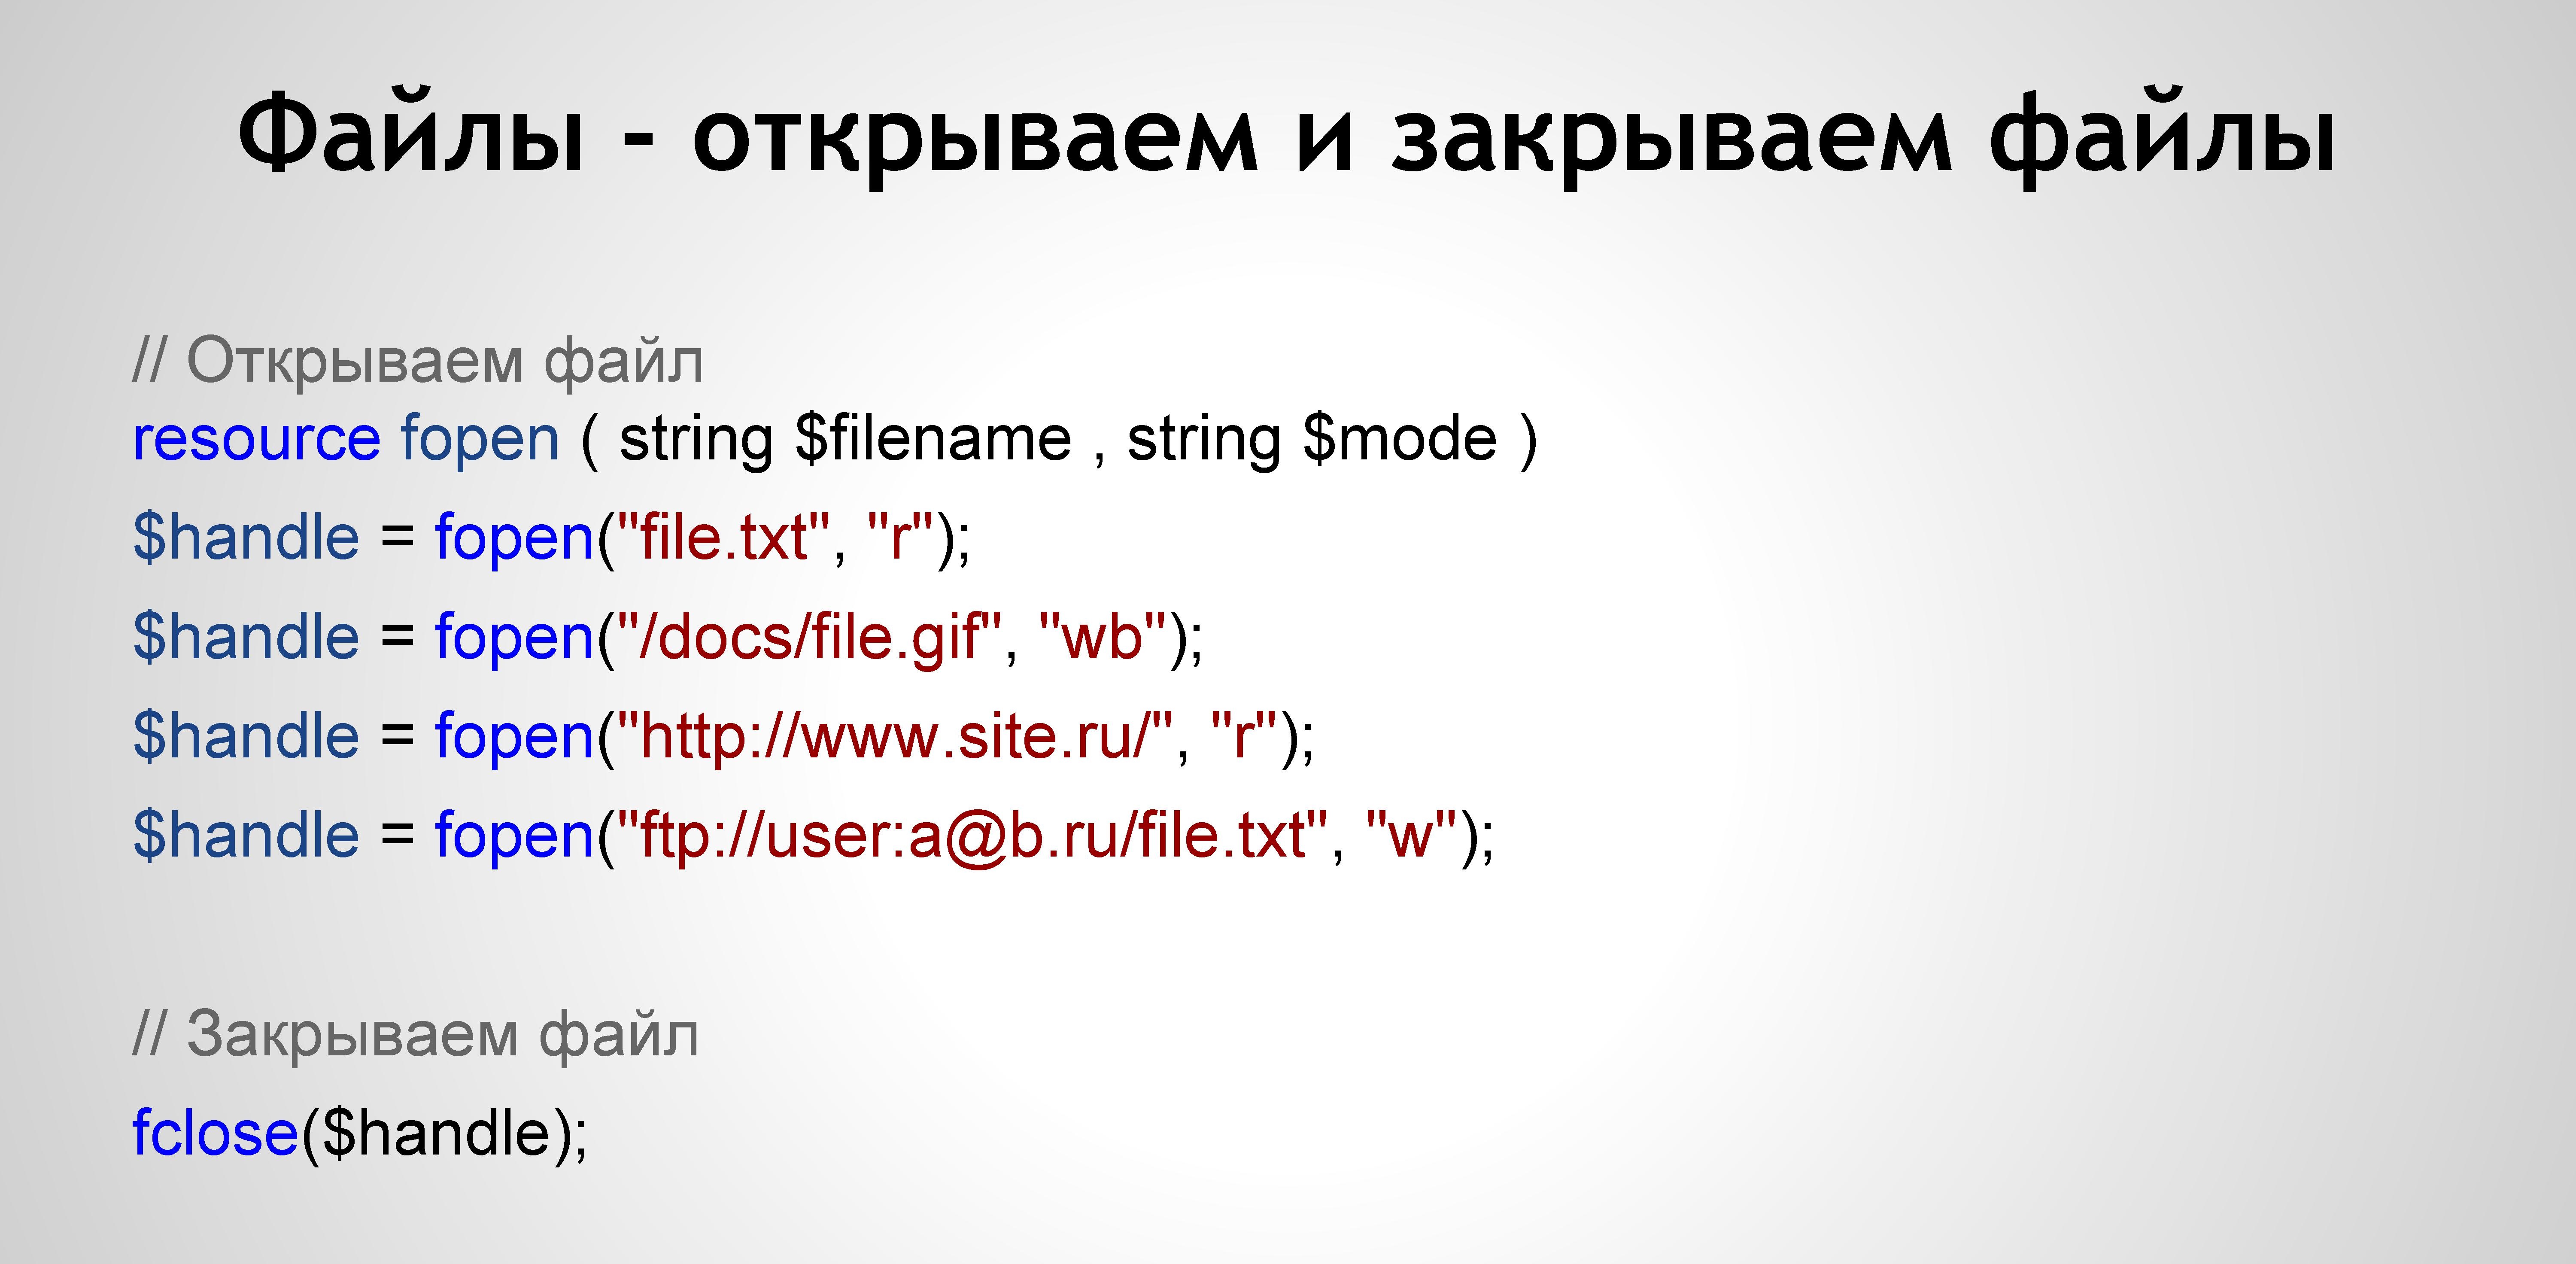 Файлы - открываем и закрываем файлы
// Открываем файл
resource fopen ( string $filename , string $mode )
$handle = fopen("file.txt", "r");
$handle = fopen("/docs/file.gif", "wb");
$handle = fopen("http://www.site.ru/", "r");
$handle = fopen("ftp://user:a@b.ru/file.txt", "w");
// Закрываем файл
fclose($handle);